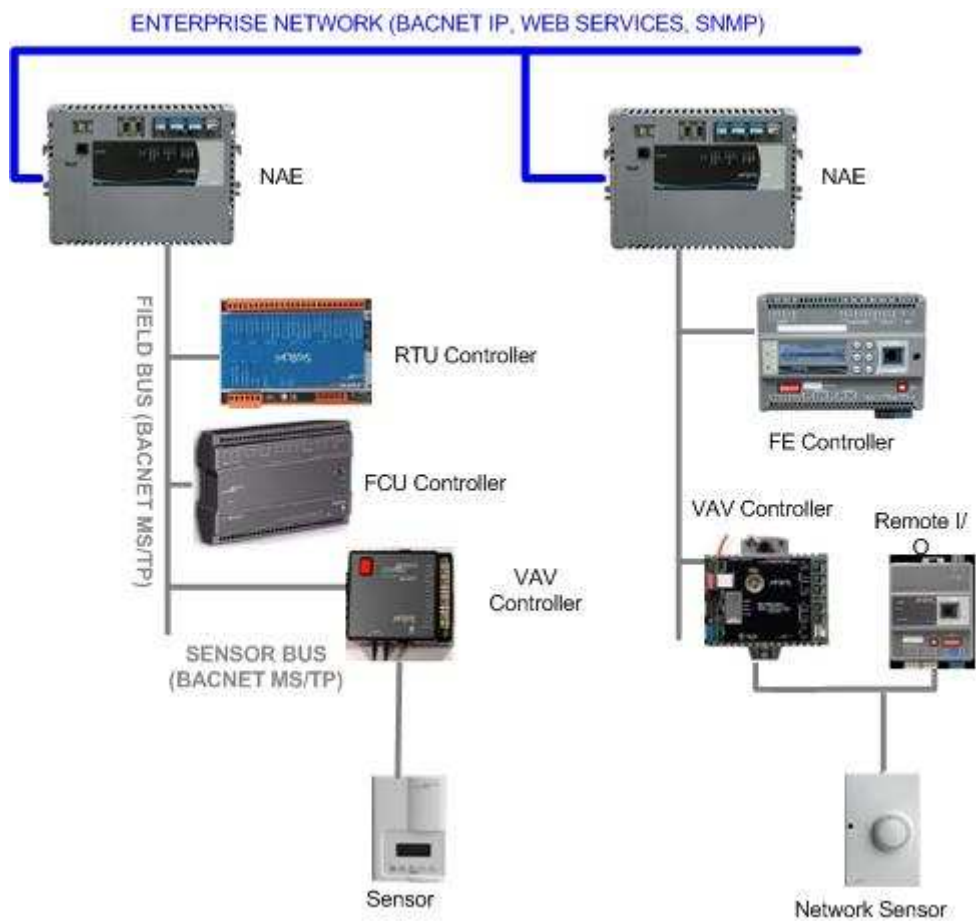 ENTERPRISE NETWORK (BACNET IP, WEB SERVICES, SNMP)
NAE
NAE
FIELD BUS (BACNET MS/TP)
RTU Controller
FE Controller
FCU Controller
VAV Controller
Remote I/
O
VAV
Controller
SENSOR BUS
(BACNET MS/TP)
Sensor
Network Sensor